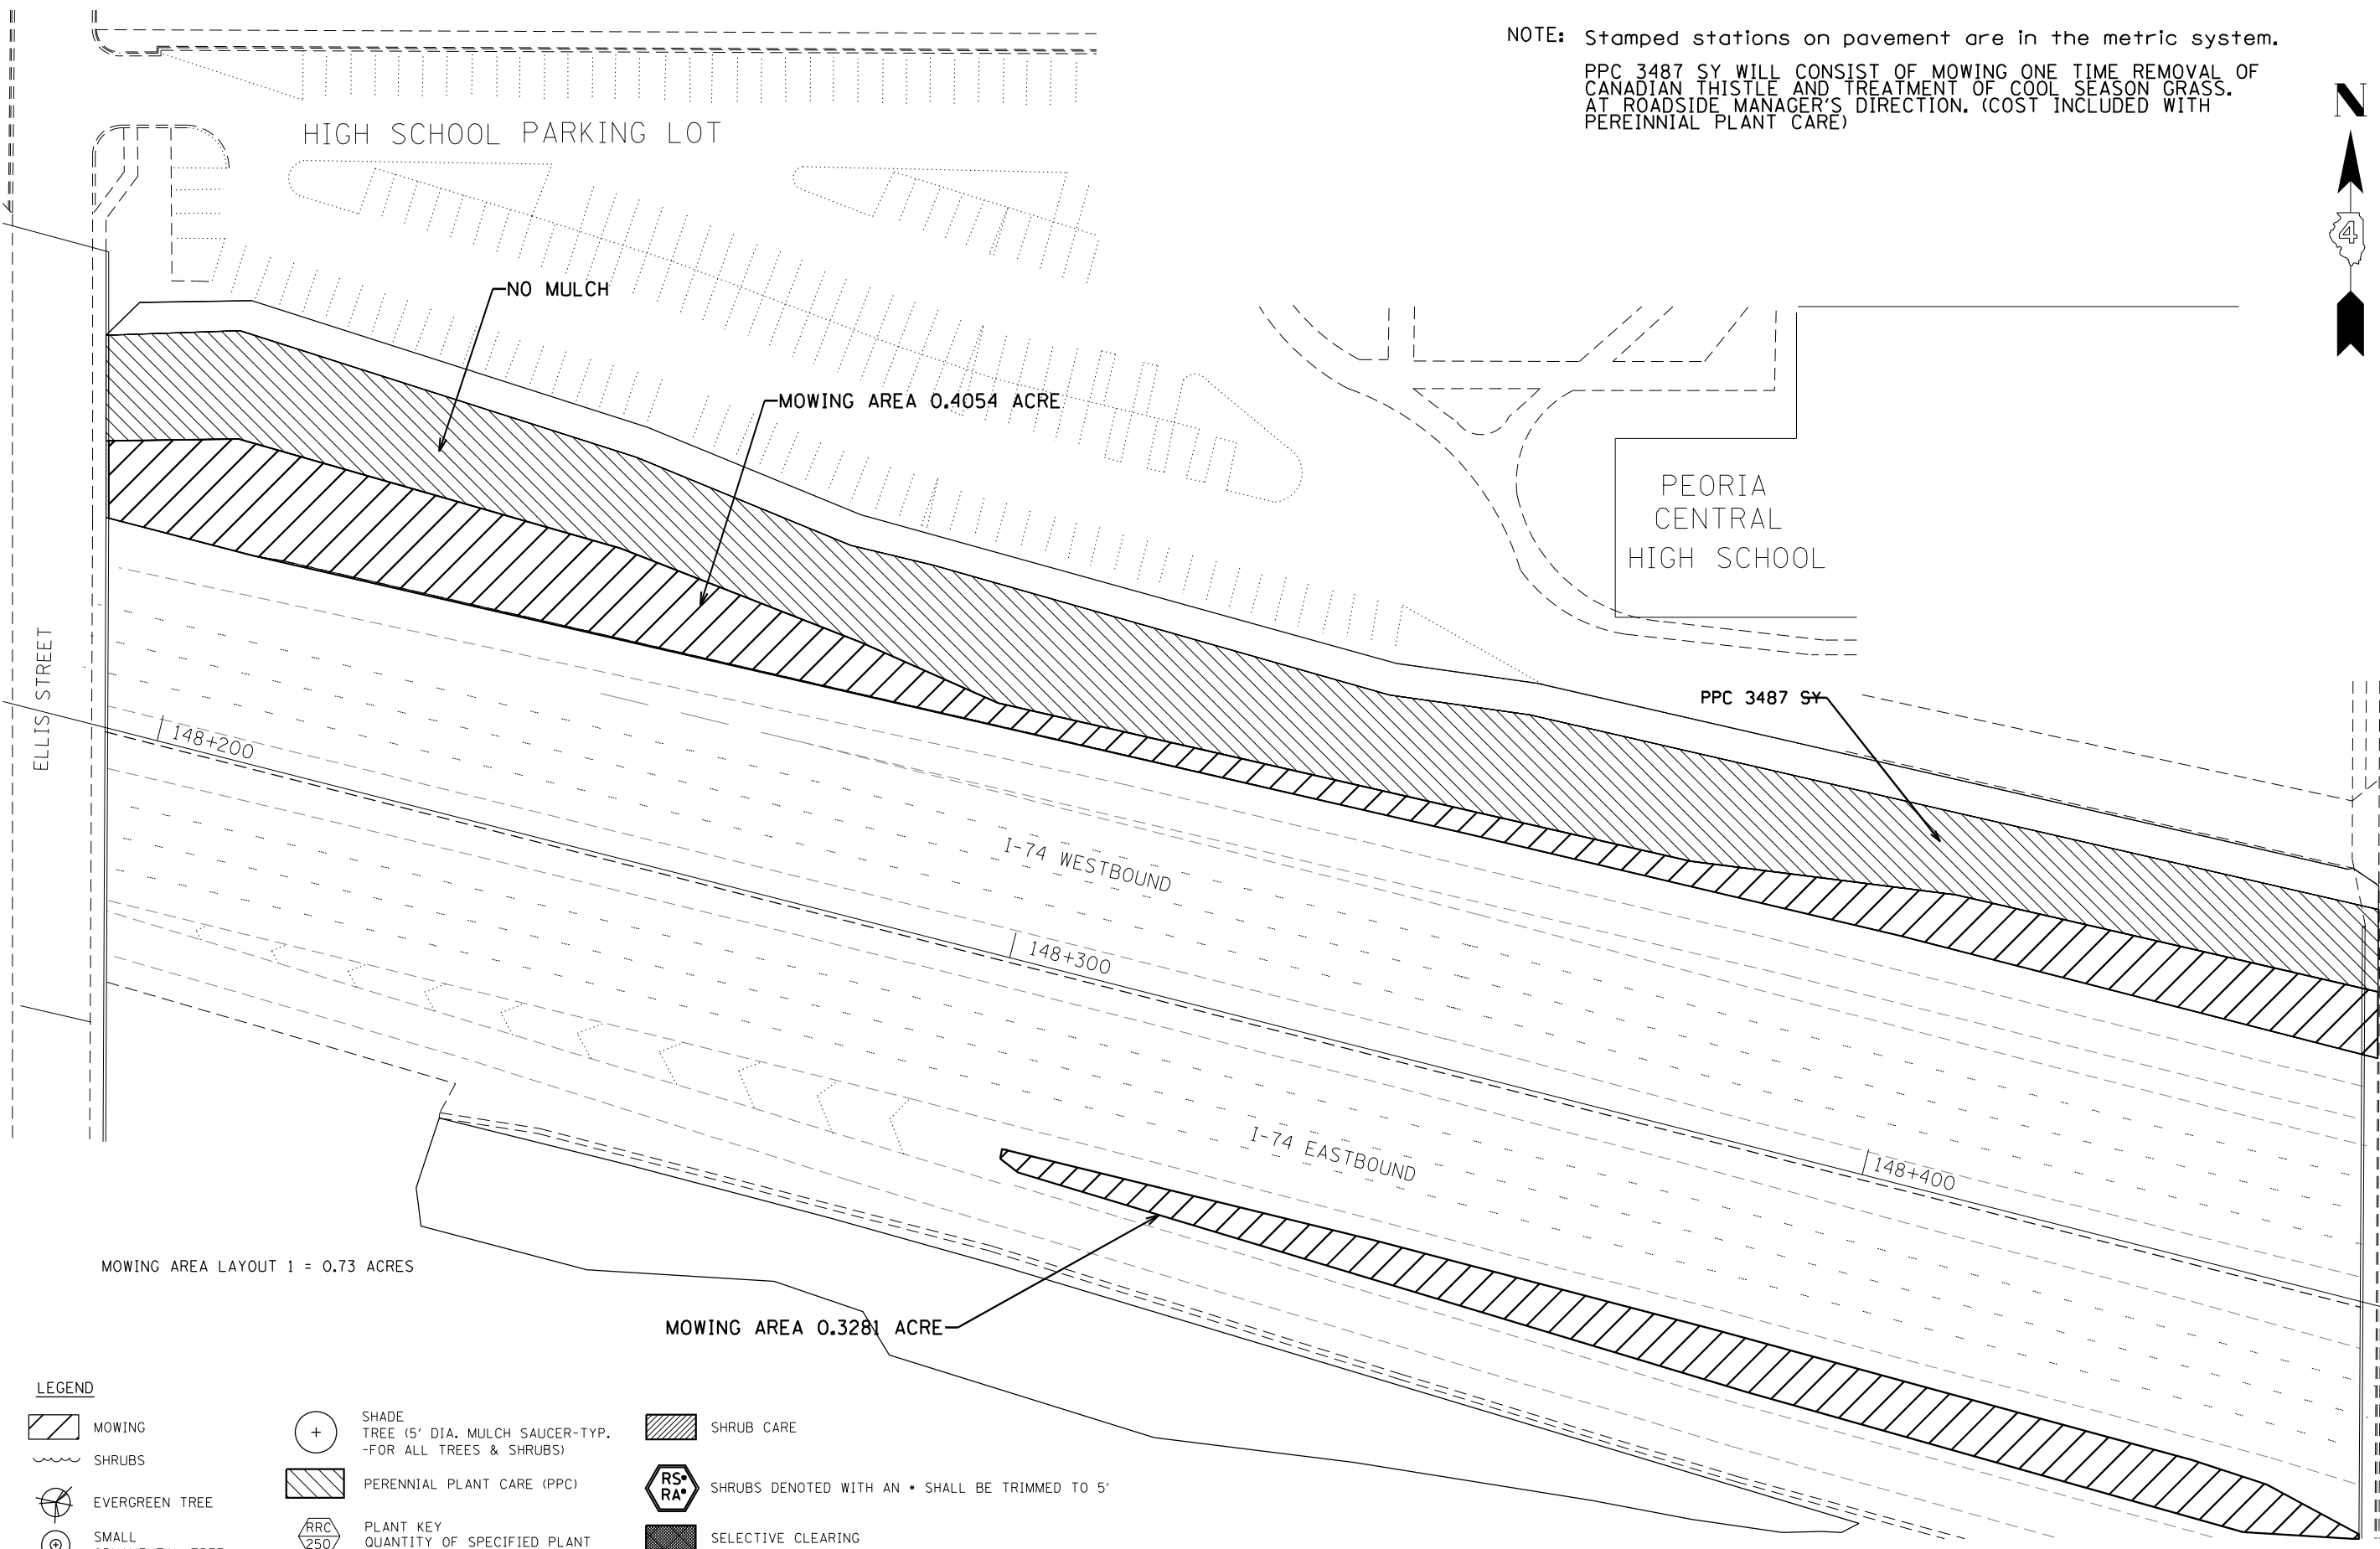 NOTE: Stamped stations on pavement are in the metric system.
PPC 3487 SY WILL CONSIST OF MOWING ONE TIME REMOVAL OF
CANADIAN THISTLE AND TREATMENT OF COOL SEASON GRASS.
AT ROADSIDE MANAGER'S DIRECTION. (COST INCLUDED WITH
PEREINNIAL PLANT CARE)
N
4
HIGH SCHOOL PARKING LOT
NO MULCH
MOWING AREA 0.4054 ACRE
PEORIA
CENTRAL
HIGH SCHOOL
PPC 3487 SY
ELLIS STREET
148+200
I-74 WESTBOUND
148+300
I-74 EASTBOUND
148+400
MOWING AREA LAYOUT 1 = 0.73 ACRES
MOWING AREA 0.3281 ACRE
LEGEND
MOWING
SHRUBS
EVERGREEN TREE
SMALL
SHADE
TREE (5' DIA. MULCH SAUCER-TYP.
-FOR ALL TREES & SHRUBS)
PERENNIAL PLANT CARE (PPC)
RRC
250
PLANT KEY
QUANTITY OF SPECIFIED PLANT
SHRUB CARE
RS*
RA*
SHRUBS DENOTED WITH AN * SHALL BE TRIMMED TO 5'
SELECTIVE CLEARING